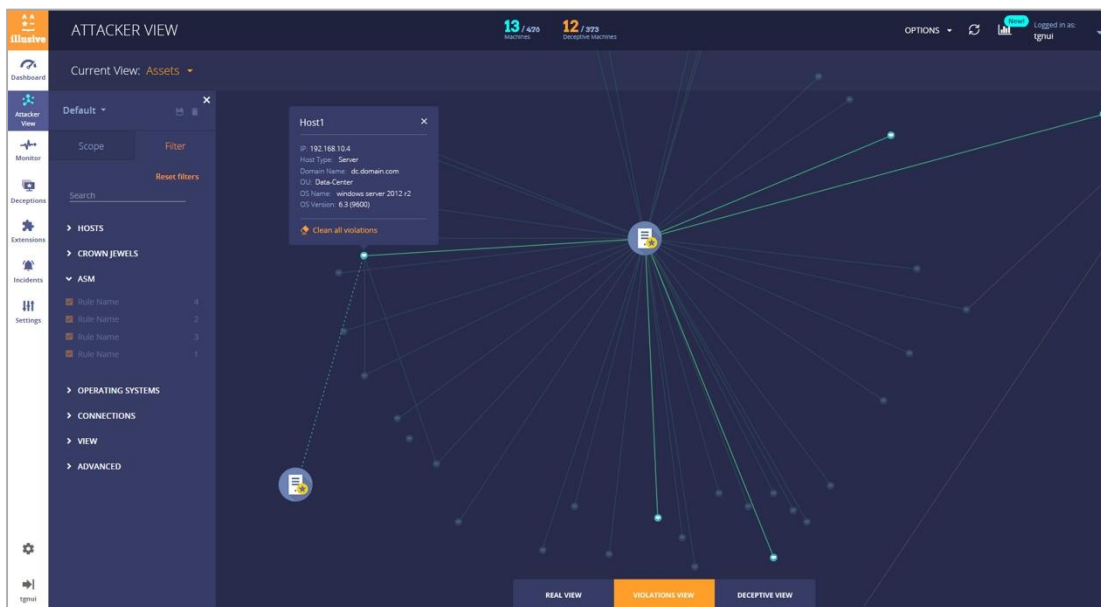 illusive
ATTACKER VIEW
13 / 470
Machines
12 / 373
Deceptive Machines
OPTIONS
New!
Logged in as:
tgnui
Dashboard
Attacker
View
Monitor
Deceptions
Extensions
Incidents
Settings
tgnui
Current View: Assets
Default
Scope
Filter
Reset filters
Search
HOSTS
CROWN JEWELS
ASM
Rule Name 4
Rule Name 2
Rule Name 3
Rule Name 1
OPERATING SYSTEMS
CONNECTIONS
VIEW
ADVANCED
Host1
IP: 192.168.10.4
Host Type: Server
Domain Name: dc.domain.com
OU: Data-Center
OS Name: windows server 2012 r2
OS Version: 6.3 (9600)
Clean all violations
REAL VIEW
VIOLATIONS VIEW
DECEPTIVE VIEW